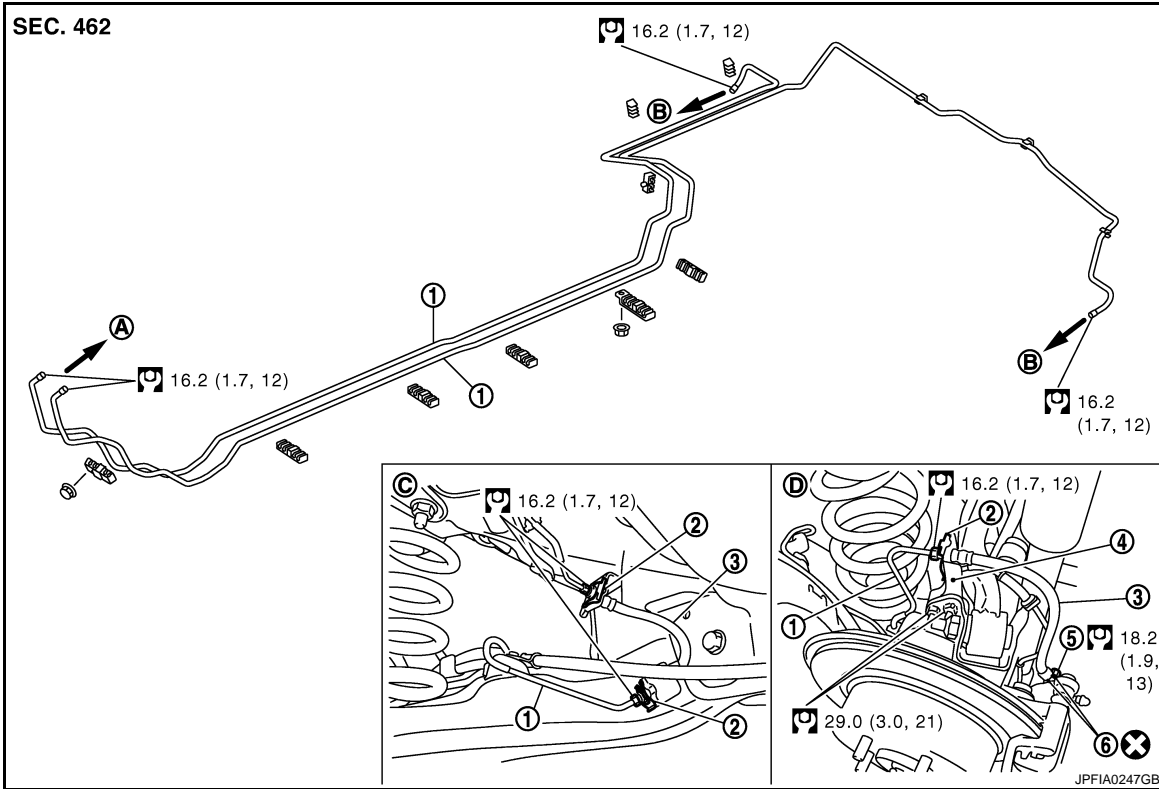 SEC. 462
16.2 (1.7, 12)
B
A
1
16.2 (1.7, 12)
1
B
16.2
(1.7, 12)
C
16.2 (1.7, 12)
2
3
1
2
D
16.2 (1.7, 12)
2
4
1
3
5
18.2
(1.9,
13)
29.0 (3.0, 21)
6
JPFIA0247GB